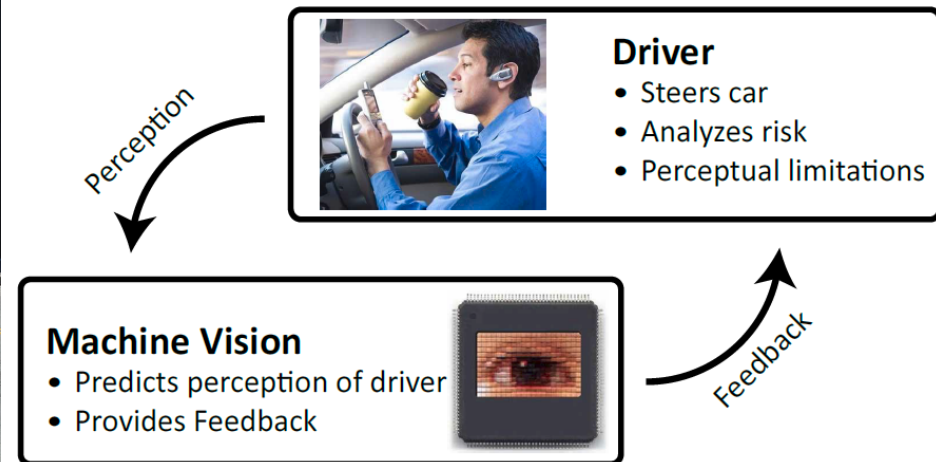 Driver
• Steers car
• Analyzes risk
• Perceptual limitations
Perception
Machine Vision
• Predicts perception of driver
• Provides Feedback
Feedback